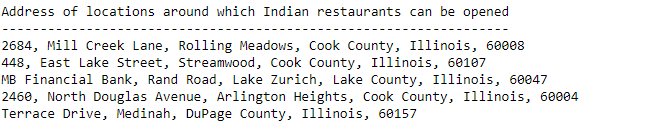 Address of locations around which Indian restaurants can be opened
-------------------------------------------------------------------
2684, Mill Creek Lane, Rolling Meadows, Cook County, Illinois, 60008
448, East Lake Street, Streamwood, Cook County, Illinois, 60107
MB Financial Bank, Rand Road, Lake Zurich, Lake County, Illinois, 60047
2460, North Douglas Avenue, Arlington Heights, Cook County, Illinois, 60004
Terrace Drive, Medinah, DuPage County, Illinois, 60157